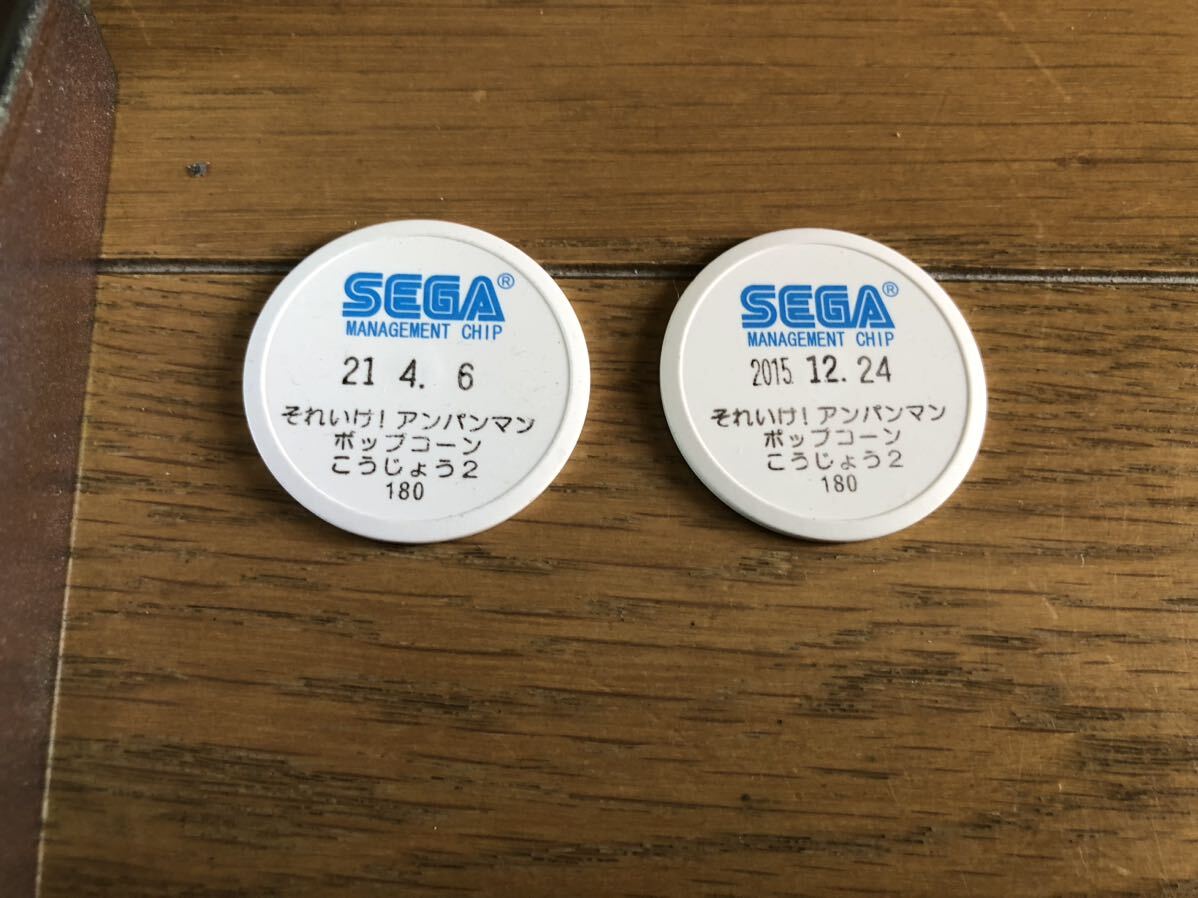 SEGA®
MANAGEMENT CHIP
21 4. 6
それいけ!アンパンマン
ポップコーン
こうじょう2
180
SEGA®
MANAGEMENT CHIP
2015 12. 24
それいけ!アンパンマン
ポップコーン
こうじょう2
180